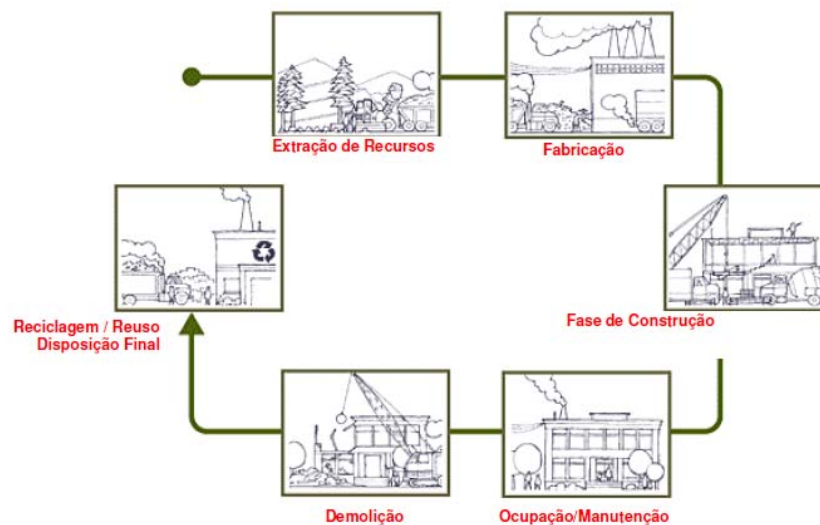 Extração de Recursos
Fabricação
Fase de Construção
Ocupação/Manutenção
Demolição
Reciclagem / Reuso
Disposição Final